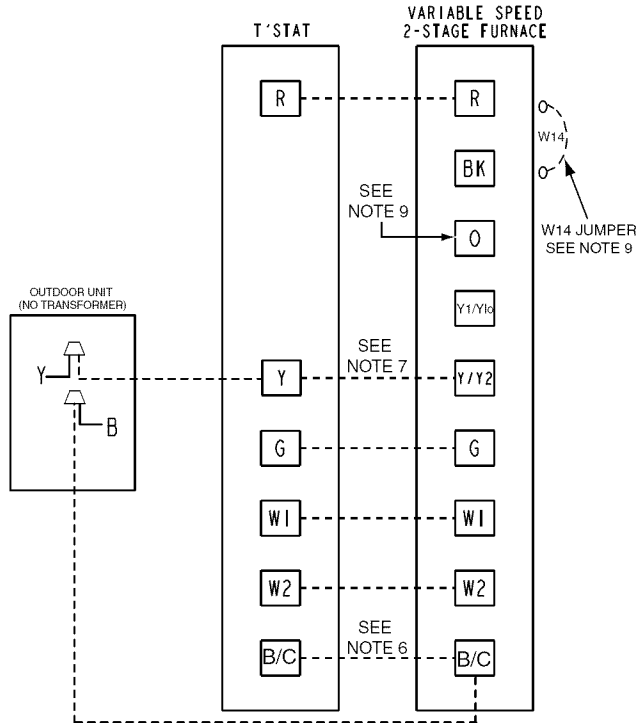 VARIABLE SPEED
2-STAGE FURNACE
T'STAT
R
R
W14
BK
SEE
NOTE 9
O
W14 JUMPER
SEE NOTE 9
OUTDOOR UNIT
(NO TRANSFORMER)
Y1/Ylo
SEE
NOTE 7
Y
Y
Y/Y2
B
G
G
W1
W1
W2
W2
SEE
NOTE 6
B/C
B/C